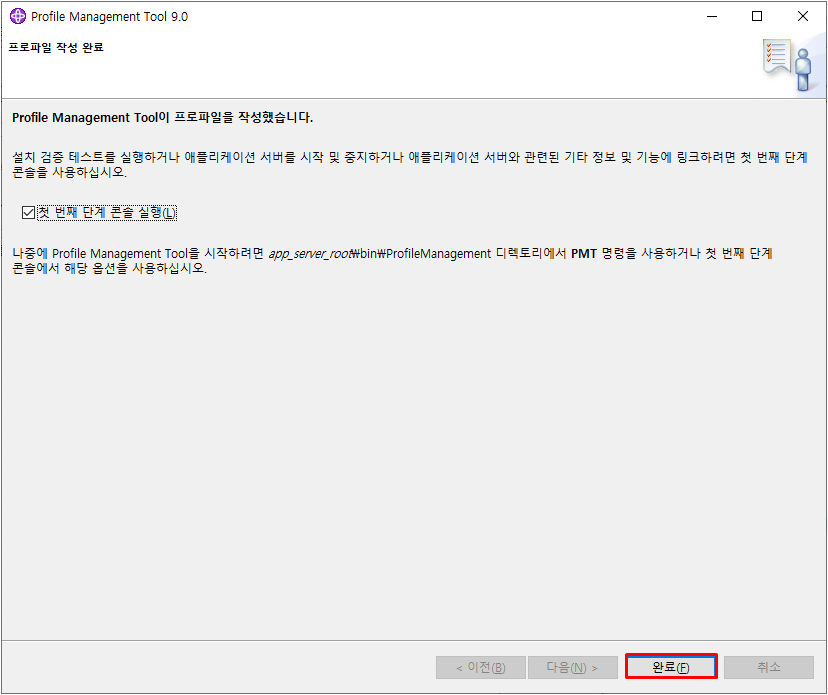 Profile Management Tool 9.0
프로파일 작성 완료
Profile Management Tool이 프로파일을 작성했습니다.
설치 검증 테스트를 실행하거나 애플리케이션 서버를 시작 및 중지하거나 애플리케이션 서버와 관련된 기타 정보 및 기능에 링크하려면 첫 번째 단계
콘솔을 사용하십시오.
첫 번째 단계 콘솔 실행(L)
나중에 Profile Management Tool을 시작하려면 app_server_root₩bin₩ProfileManagement 디렉토리에서 PMT 명령을 사용하거나 첫 번째 단계
콘솔에서 해당 옵션을 사용하십시오.
< 이전(B) 다음(N) > 완료(F) 취소